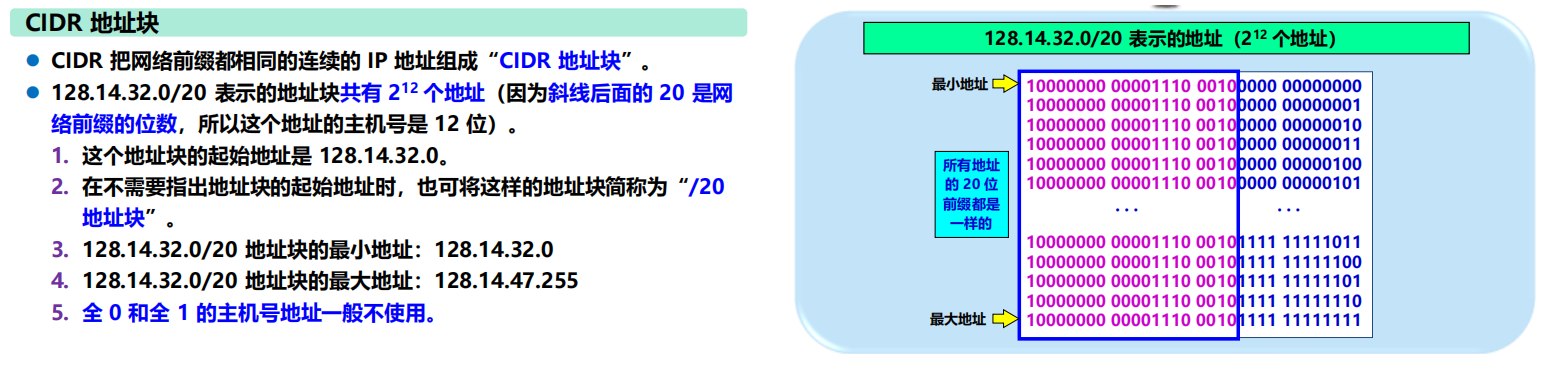 CIDR 地址块
● CIDR 把网络前缀都相同的连续的 IP 地址组成“CIDR 地址块”。
● 128.14.32.0/20 表示的地址块共有 2¹² 个地址（因为斜线后面的 20 是网
络前缀的位数，所以这个地址的主机号是 12 位）。
1. 这个地址块的起始地址是 128.14.32.0。
2. 在不需要指出地址块的起始地址时，也可将这样的地址块简称为“/20
地址块”。
3. 128.14.32.0/20 地址块的最小地址：128.14.32.0
4. 128.14.32.0/20 地址块的最大地址：128.14.47.255
5. 全 0 和全 1 的主机号地址一般不使用。
128.14.32.0/20 表示的地址（2¹² 个地址）
最小地址
10000000 00001110 00100000 00000000
10000000 00001110 00100000 00000001
10000000 00001110 00100000 00000010
10000000 00001110 00100000 00000011
10000000 00001110 00100000 00000100
10000000 00001110 00100000 00000101
... ...
所有地址
的 20 位
前缀都是
一样的
10000000 00001110 00101111 11111011
10000000 00001110 00101111 11111100
10000000 00001110 00101111 11111101
10000000 00001110 00101111 11111110
最大地址
10000000 00001110 00101111 11111111